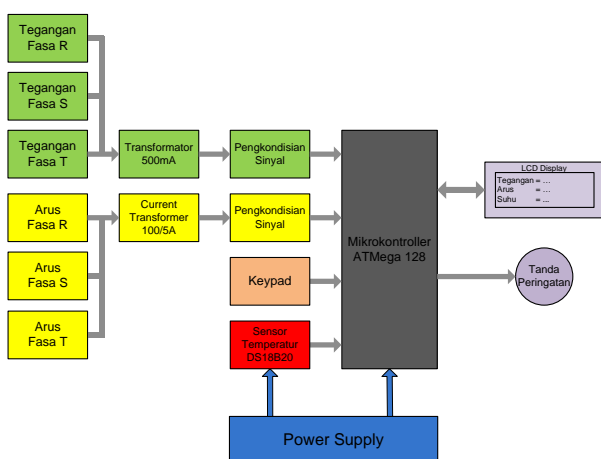 Tegangan
Fasa R
Tegangan
Fasa S
Tegangan
Fasa T
Transformator
500mA
Pengkondisian
Sinyal
Arus
Fasa R
Current
Transformer
100/5A
Pengkondisian
Sinyal
Arus
Fasa S
Arus
Fasa T
Keypad
Sensor
Temperatur
DS18B20
Mikrokontroller
ATMega 128
LCD Display
Tegangan = ...
Arus = ...
Suhu = ...
Tanda
Peringatan
Power Supply